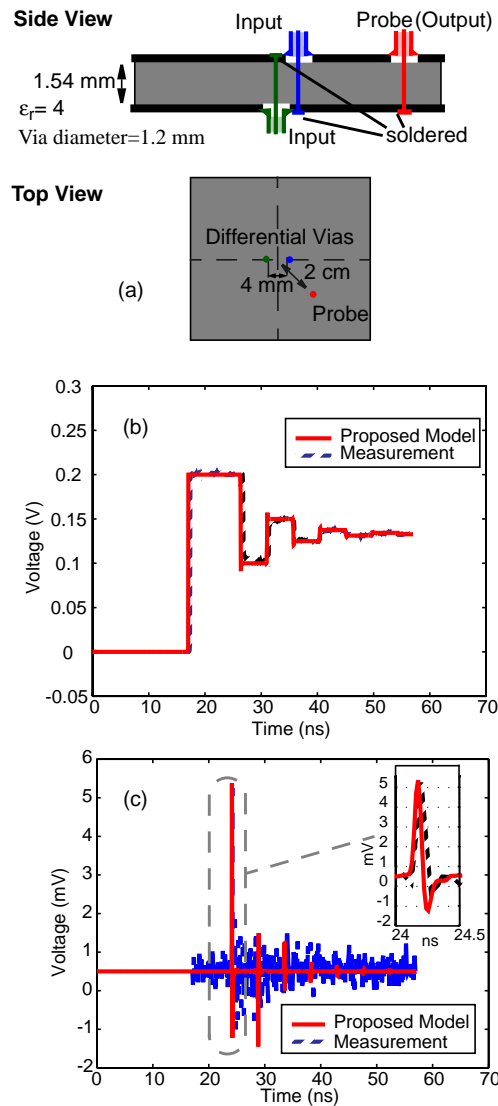 Side View
Input
Probe (Output)
1.54 mm
εr= 4
Via diameter=1.2 mm
Input
soldered
Top View
Differential Vias
2 cm
4 mm
Probe
(a)
0.3
0.25
0.2
0.15
0.1
0.05
0
-0.05
Voltage (V)
(b)
Proposed Model
Measurement
0 10 20 30 40 50 60 70
Time (ns)
6
5
4
3
2
1
0
-1
-2
Voltage (mV)
(c)
5
4
3
2
1
0
-1
-2
mV
24 24.5
ns
Proposed Model
Measurement
0 10 20 30 40 50 60 70
Time (ns)